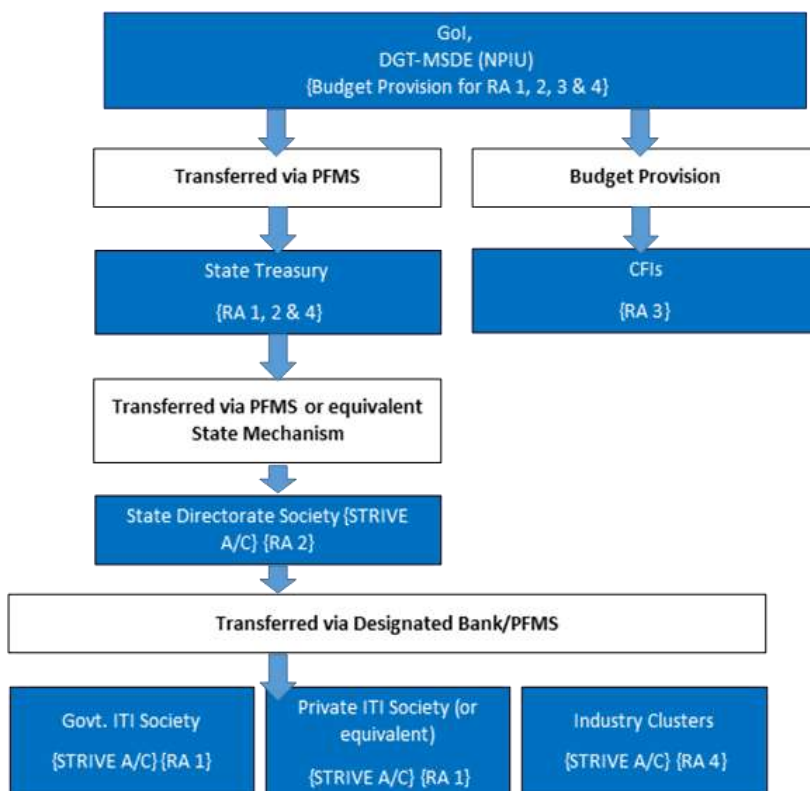 GoI,
DGT-MSDE (NPIU)
{Budget Provision for RA 1, 2, 3 & 4}
Transferred via PFMS
Budget Provision
State Treasury
{RA 1, 2 & 4}
CFIs
{RA 3}
Transferred via PFMS or equivalent
State Mechanism
State Directorate Society {STRIVE
A/C} {RA 2}
Transferred via Designated Bank/PFMS
Govt. ITI Society
{STRIVE A/C} {RA 1}
Private ITI Society (or
equivalent)
{STRIVE A/C} {RA 1}
Industry Clusters
{STRIVE A/C} {RA 4}